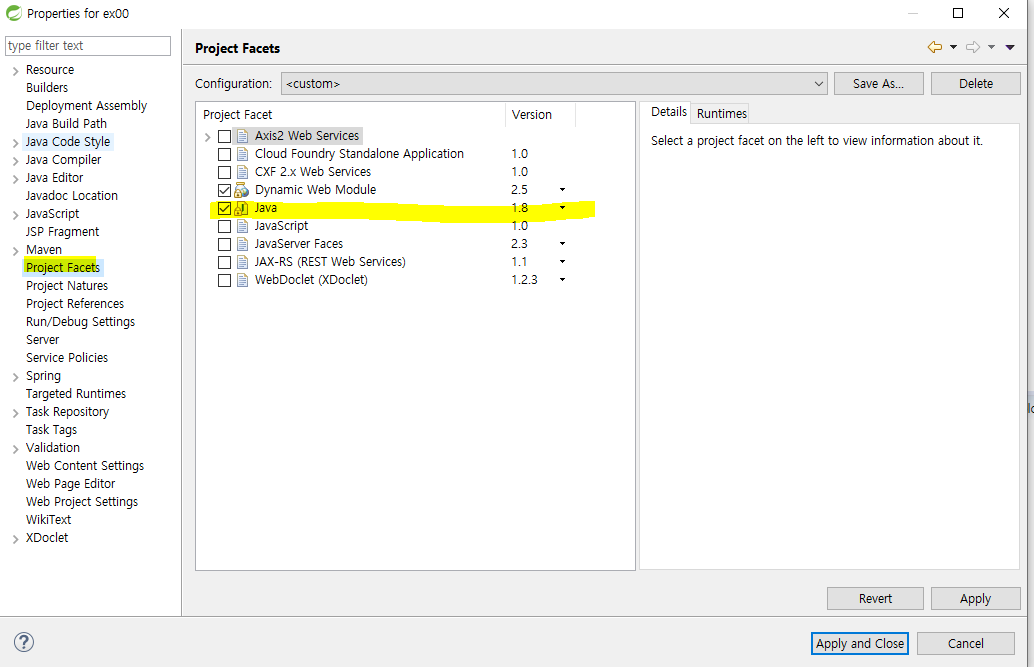 Properties for ex00
type filter text
Resource
Builders
Deployment Assembly
Java Build Path
Java Code Style
Java Compiler
Java Editor
Javadoc Location
JavaScript
JSP Fragment
Maven
Project Facets
Project Natures
Project References
Run/Debug Settings
Server
Service Policies
Spring
Targeted Runtimes
Task Repository
Task Tags
Validation
Web Content Settings
Web Page Editor
Web Project Settings
WikiText
XDoclet
Project Facets
Configuration: <custom> Save As... Delete
Project Facet Version
Axis2 Web Services
Cloud Foundry Standalone Application 1.0
CXF 2.x Web Services 1.0
Dynamic Web Module 2.5
Java 1.8
JavaScript 1.0
JavaServer Faces 2.3
JAX-RS (REST Web Services) 1.1
WebDoclet (XDoclet) 1.2.3
Details Runtimes
Select a project facet on the left to view information about it.
Revert Apply
? Apply and Close Cancel